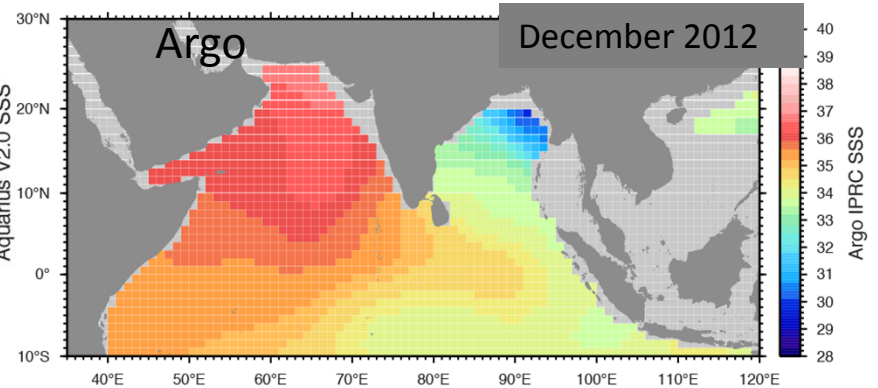 Argo
December 2012
30°N
20°N
10°N
0°
10°S
40°E
50°E
60°E
70°E
80°E
90°E
100°E
110°E
120°E
40
39
38
37
36
35
34
33
32
31
30
29
28
Aquarius V2.0 SSS
Argo IPRC SSS